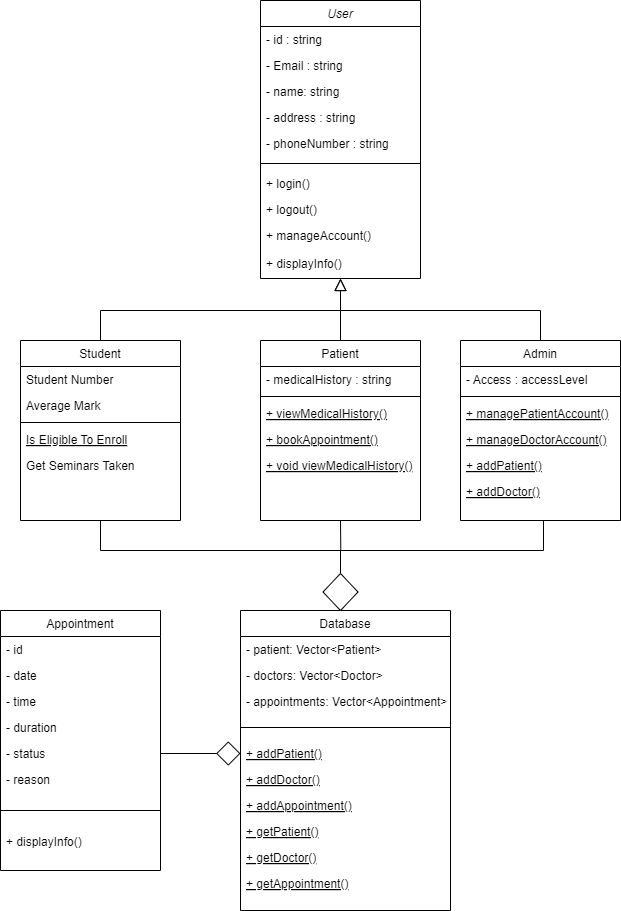 User
- id : string
- Email : string
- name: string
- address : string
- phoneNumber : string
+ login()
+ logout()
+ manageAccount()
+ displayInfo()
Student
Student Number
Average Mark
Is Eligible To Enroll
Get Seminars Taken
Patient
- medicalHistory : string
+ viewMedicalHistory()
+ bookAppointment()
+ void viewMedicalHistory()
Admin
- Access : accessLevel
+ managePatientAccount()
+ manageDoctorAccount()
+ addPatient()
+ addDoctor()
Appointment
- id
- date
- time
- duration
- status
- reason
+ displayInfo()
Database
- patient: Vector<Patient>
- doctors: Vector<Doctor>
- appointments: Vector<Appointment>
+ addPatient()
+ addDoctor()
+ addAppointment()
+ getPatient()
+ getDoctor()
+ getAppointment()